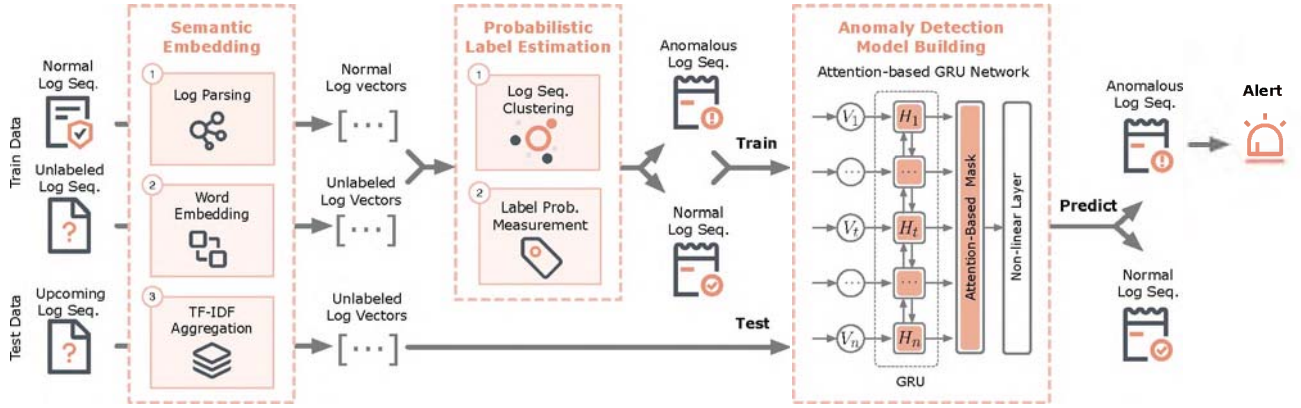 Train Data
Test Data
Normal
Log Seq.
Unlabeled
Log Seq.
?
Upcoming
Log Seq.
?
Semantic
Embedding
1
Log Parsing
2
Word
Embedding
3
TF-IDF
Aggregation
Normal
Log vectors
[...]
Unlabeled
Log Vectors
[...]
Unlabeled
Log Vectors
[...]
Probabilistic
Label Estimation
1
Log Seq.
Clustering
2
Label Prob.
Measurement
Anomalous
Log Seq.
Normal
Log Seq.
Train
Test
Anomaly Detection
Model Building
Attention-based GRU Network
V1
H1
...
...
Vt
Ht
...
...
Vn
Hn
GRU
Attention-Based Mask
Non-linear Layer
Predict
Anomalous
Log Seq.
Normal
Log Seq.
Alert